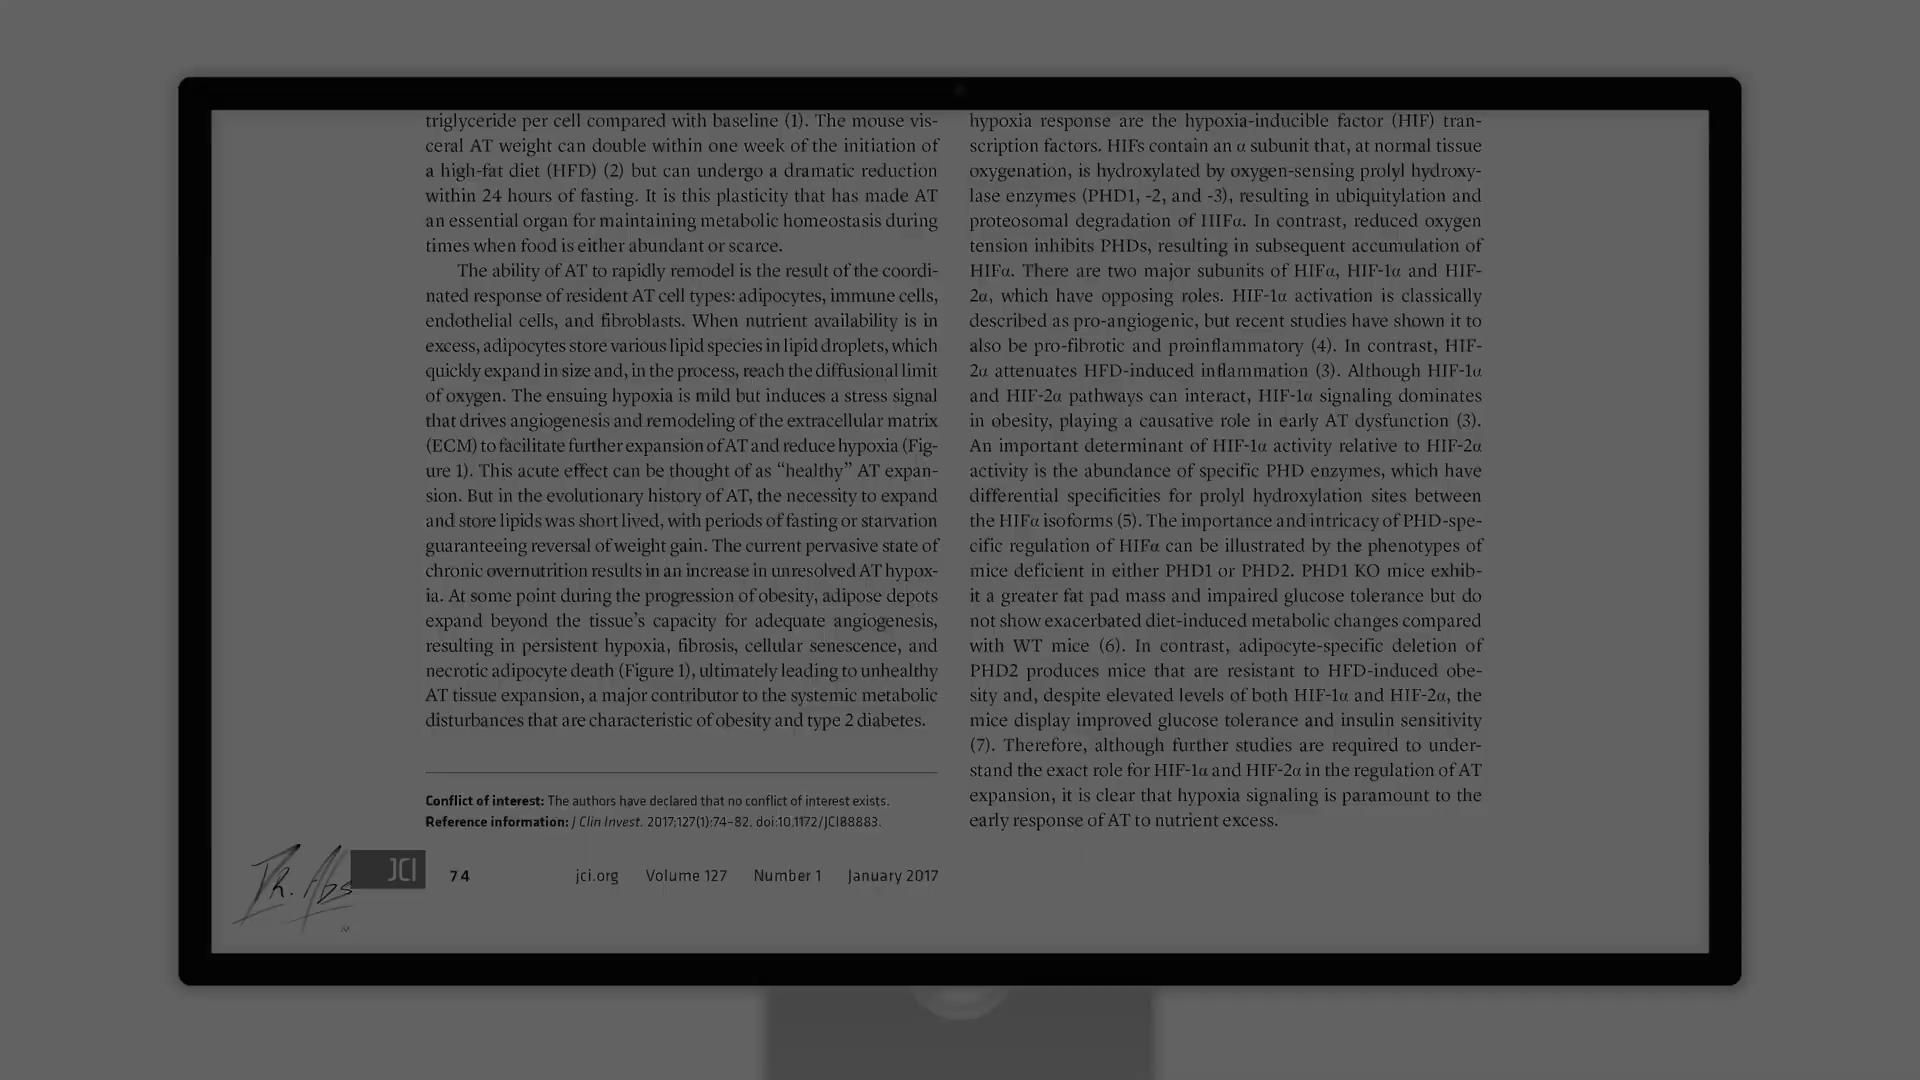 triglyceride per cell compared with baseline (1). The mouse vis-
ceral AT weight can double within one week of the initiation of
a high-fat diet (HFD) (2) but can undergo a dramatic reduction
within 24 hours of fasting. It is this plasticity that has made AT
an essential organ for maintaining metabolic homeostasis during
times when food is either abundant or scarce.
The ability of AT to rapidly remodel is the result of the coordi-
nated response of resident AT cell types: adipocytes, immune cells,
endothelial cells, and fibroblasts. When nutrient availability is in
excess, adipocytes store various lipid species in lipid droplets, which
quickly expand in size and, in the process, reach the diffusional limit
of oxygen. The ensuing hypoxia is mild but induces a stress signal
that drives angiogenesis and remodeling of the extracellular matrix
(ECM) to facilitate further expansion of AT and reduce hypoxia (Fig-
ure 1). This acute effect can be thought of as “healthy” AT expan-
sion. But in the evolutionary history of AT, the necessity to expand
and store lipids was short lived, with periods of fasting or starvation
guaranteeing reversal of weight gain. The current pervasive state of
chronic overnutrition results in an increase in unresolved AT hypox-
ia. At some point during the progression of obesity, adipose depots
expand beyond the tissue’s capacity for adequate angiogenesis,
resulting in persistent hypoxia, fibrosis, cellular senescence, and
necrotic adipocyte death (Figure 1), ultimately leading to unhealthy
AT tissue expansion, a major contributor to the systemic metabolic
disturbances that are characteristic of obesity and type 2 diabetes.
Conflict of interest: The authors have declared that no conflict of interest exists.
Reference information: J Clin Invest. 2017;127(1):74–82. doi:10.1172/JCI88883.
hypoxia response are the hypoxia-inducible factor (HIF) tran-
scription factors. HIFs contain an α subunit that, at normal tissue
oxygenation, is hydroxylated by oxygen-sensing prolyl hydroxy-
lase enzymes (PHD1, -2, and -3), resulting in ubiquitylation and
proteosomal degradation of HIFα. In contrast, reduced oxygen
tension inhibits PHDs, resulting in subsequent accumulation of
HIFα. There are two major subunits of HIFα, HIF-1α and HIF-
2α, which have opposing roles. HIF-1α activation is classically
described as pro-angiogenic, but recent studies have shown it to
also be pro-fibrotic and proinflammatory (4). In contrast, HIF-
2α attenuates HFD-induced inflammation (3). Although HIF-1α
and HIF-2α pathways can interact, HIF-1α signaling dominates
in obesity, playing a causative role in early AT dysfunction (3).
An important determinant of HIF-1α activity relative to HIF-2α
activity is the abundance of specific PHD enzymes, which have
differential specificities for prolyl hydroxylation sites between
the HIFα isoforms (5). The importance and intricacy of PHD-spe-
cific regulation of HIFα can be illustrated by the phenotypes of
mice deficient in either PHD1 or PHD2. PHD1 KO mice exhib-
it a greater fat pad mass and impaired glucose tolerance but do
not show exacerbated diet-induced metabolic changes compared
with WT mice (6). In contrast, adipocyte-specific deletion of
PHD2 produces mice that are resistant to HFD-induced obe-
sity and, despite elevated levels of both HIF-1α and HIF-2α, the
mice display improved glucose tolerance and insulin sensitivity
(7). Therefore, although further studies are required to under-
stand the exact role for HIF-1α and HIF-2α in the regulation of AT
expansion, it is clear that hypoxia signaling is paramount to the
early response of AT to nutrient excess.
Dr. Abs
JCI 74 jci.org Volume 127 Number 1 January 2017